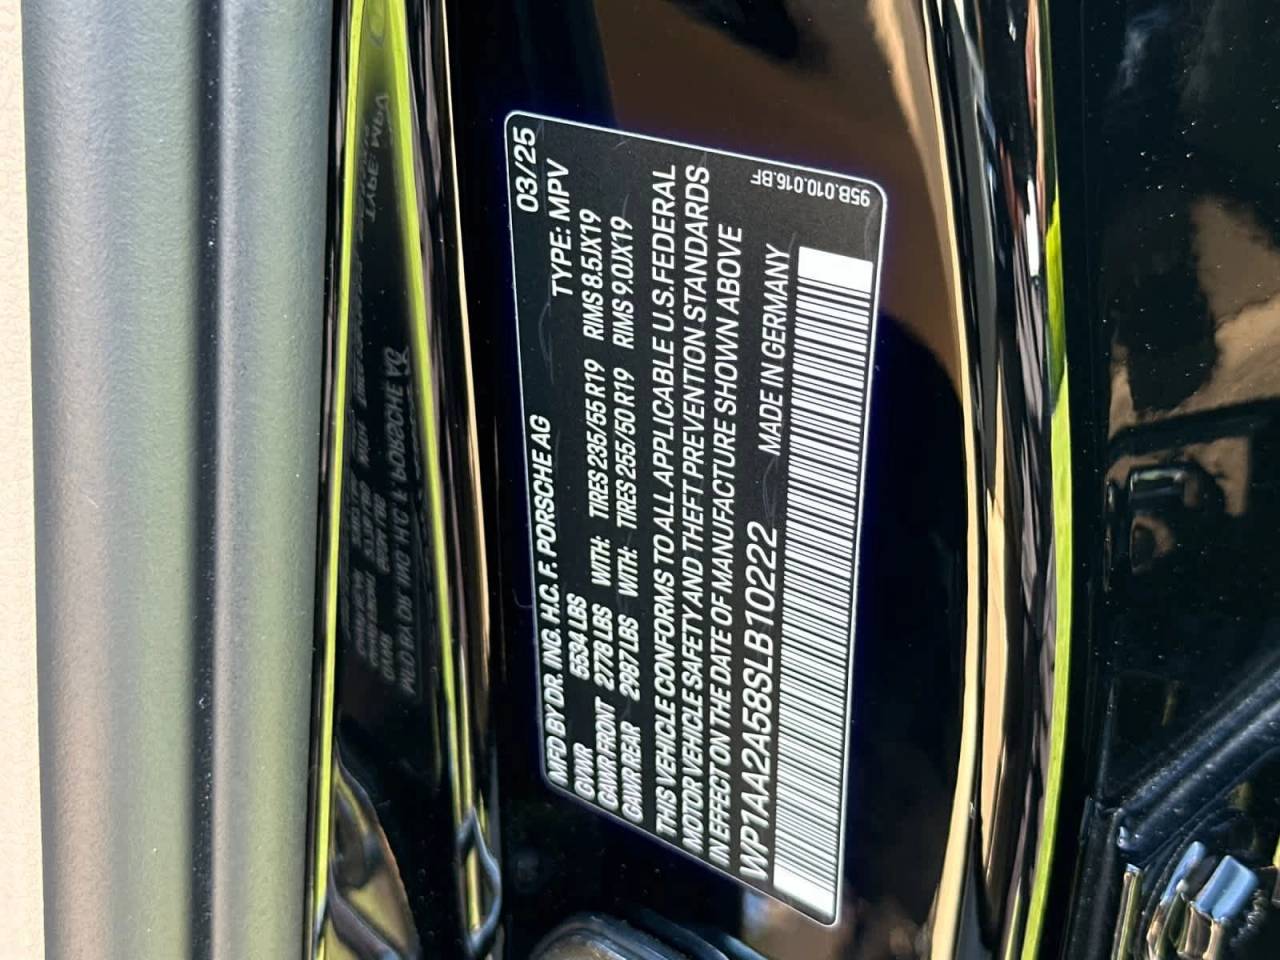 MFD BY DR. ING. H.C. F. PORSCHE AG 03/25
GVWR 5534 LBS TYPE: MPV
GAWR FRONT 2778 LBS WITH: TIRES 235/55 R19 RIMS 8.5JX19
GAWR REAR 2987 LBS WITH: TIRES 255/50 R19 RIMS 9.0JX19
THIS VEHICLE CONFORMS TO ALL APPLICABLE U.S. FEDERAL
MOTOR VEHICLE SAFETY AND THEFT PREVENTION STANDARDS
IN EFFECT ON THE DATE OF MANUFACTURE SHOWN ABOVE
WP1AA2A58SLB10222 MADE IN GERMANY
95B.010.016.BF